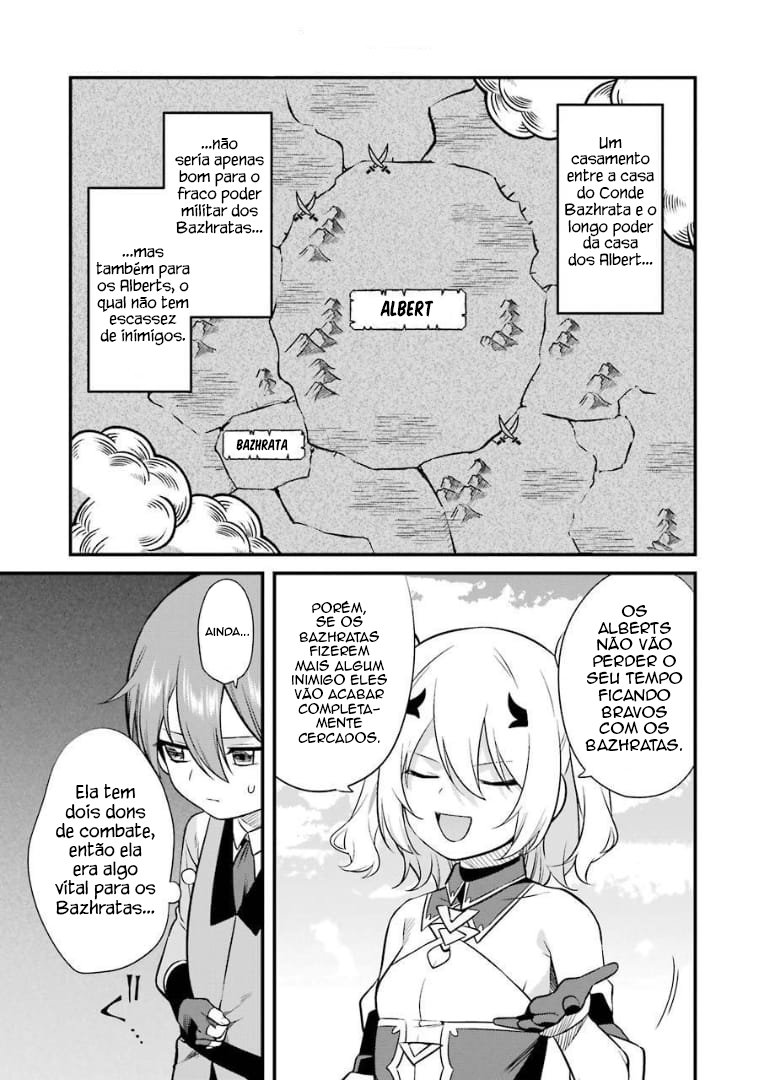 Um
casamento
entre a casa
do Conde
Bazhrata e o
longo poder
da casa
dos Albert...
...não
seria apenas
bom para o
fraco poder
militar dos
Bazhratas...
...mas
também para
os Alberts, o
qual não tem
escassez
de inimigos.
ALBERT
BAZHRATA
OS
ALBERTS
NÃO VÃO
PERDER O
SEU TEMPO
FICANDO
BRAVOS
COM OS
BAZHRATAS.
PORÉM,
SE OS
BAZHRATAS
FIZEREM
MAIS ALGUM
INIMIGO ELES
VÃO ACABAR
COMPLETA-
MENTE
CERCADOS.
AINDA...
Ela tem
dois dons
de combate,
então ela
era algo
vital para os
Bazhratas...
ぐ